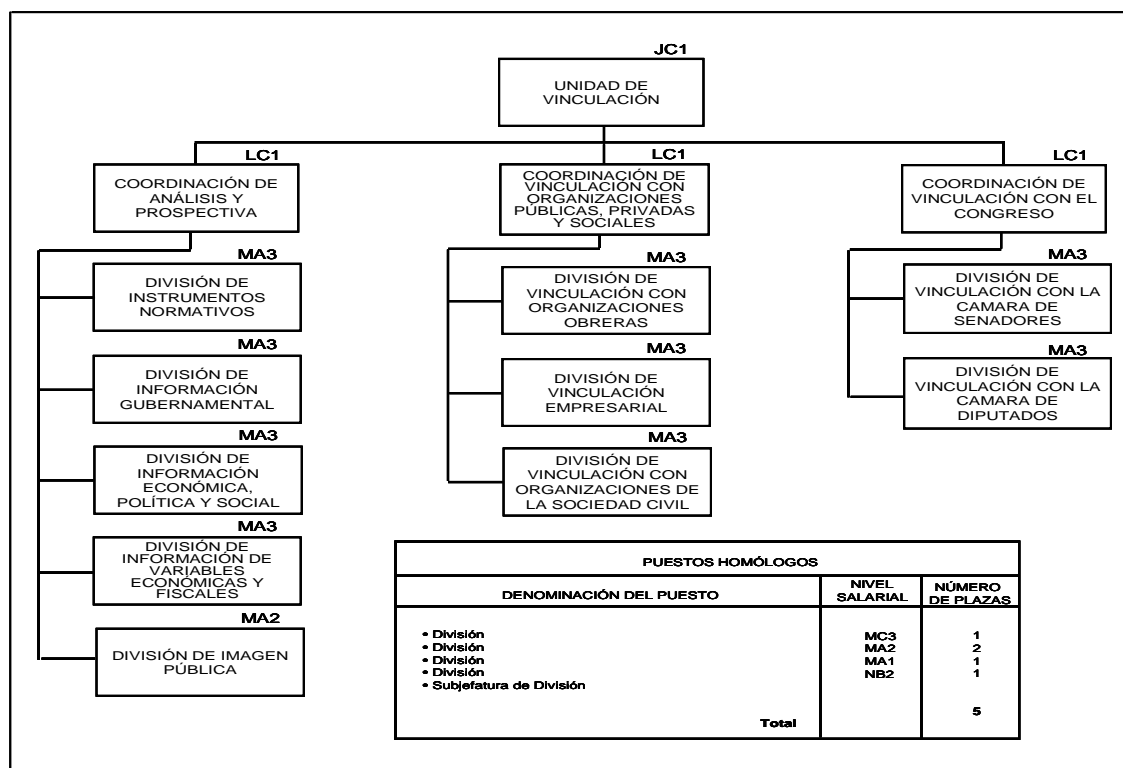 JC1
UNIDAD DE
VINCULACIÓN
LC1
COORDINACIÓN DE
ANÁLISIS Y
PROSPECTIVA
LC1
COORDINACIÓN DE
VINCULACIÓN CON
ORGANIZACIONES
PÚBLICAS, PRIVADAS
Y SOCIALES
LC1
COORDINACIÓN DE
VINCULACIÓN CON EL
CONGRESO
MA3
DIVISIÓN DE
INSTRUMENTOS
NORMATIVOS
MA3
DIVISIÓN DE
INFORMACIÓN
GUBERNAMENTAL
MA3
DIVISIÓN DE
INFORMACIÓN
ECONÓMICA,
POLÍTICA Y SOCIAL
MA3
DIVISIÓN DE
INFORMACIÓN DE
VARIABLES
ECONÓMICAS Y
FISCALES
MA2
DIVISIÓN DE IMAGEN
PÚBLICA
MA3
DIVISIÓN DE
VINCULACIÓN CON
ORGANIZACIONES
OBRERAS
MA3
DIVISIÓN DE
VINCULACIÓN
EMPRESARIAL
MA3
DIVISIÓN DE
VINCULACIÓN CON
ORGANIZACIONES DE
LA SOCIEDAD CIVIL
MA3
DIVISIÓN DE
VINCULACIÓN CON LA
CAMARA DE
SENADORES
MA3
DIVISIÓN DE
VINCULACIÓN CON LA
CAMARA DE
DIPUTADOS
PUESTOS HOMÓLOGOS
DENOMINACIÓN DEL PUESTO
NIVEL
SALARIAL
NÚMERO
DE PLAZAS
• División MC3 1
• División MA2 2
• División MA1 1
• División NB2 1
• Subjefatura de División
Total 5